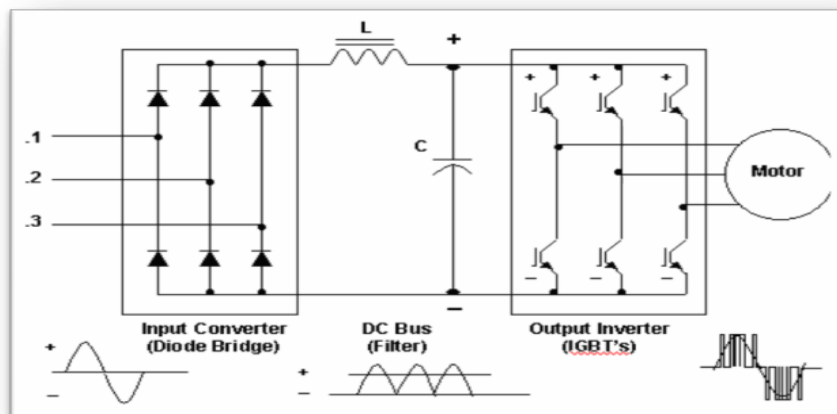 L
+
+ + +
.1
C
.2
Motor
.3
– – –
–
Input Converter
(Diode Bridge)
DC Bus
(Filter)
Output Inverter
(IGBT's)
+
–
+
–